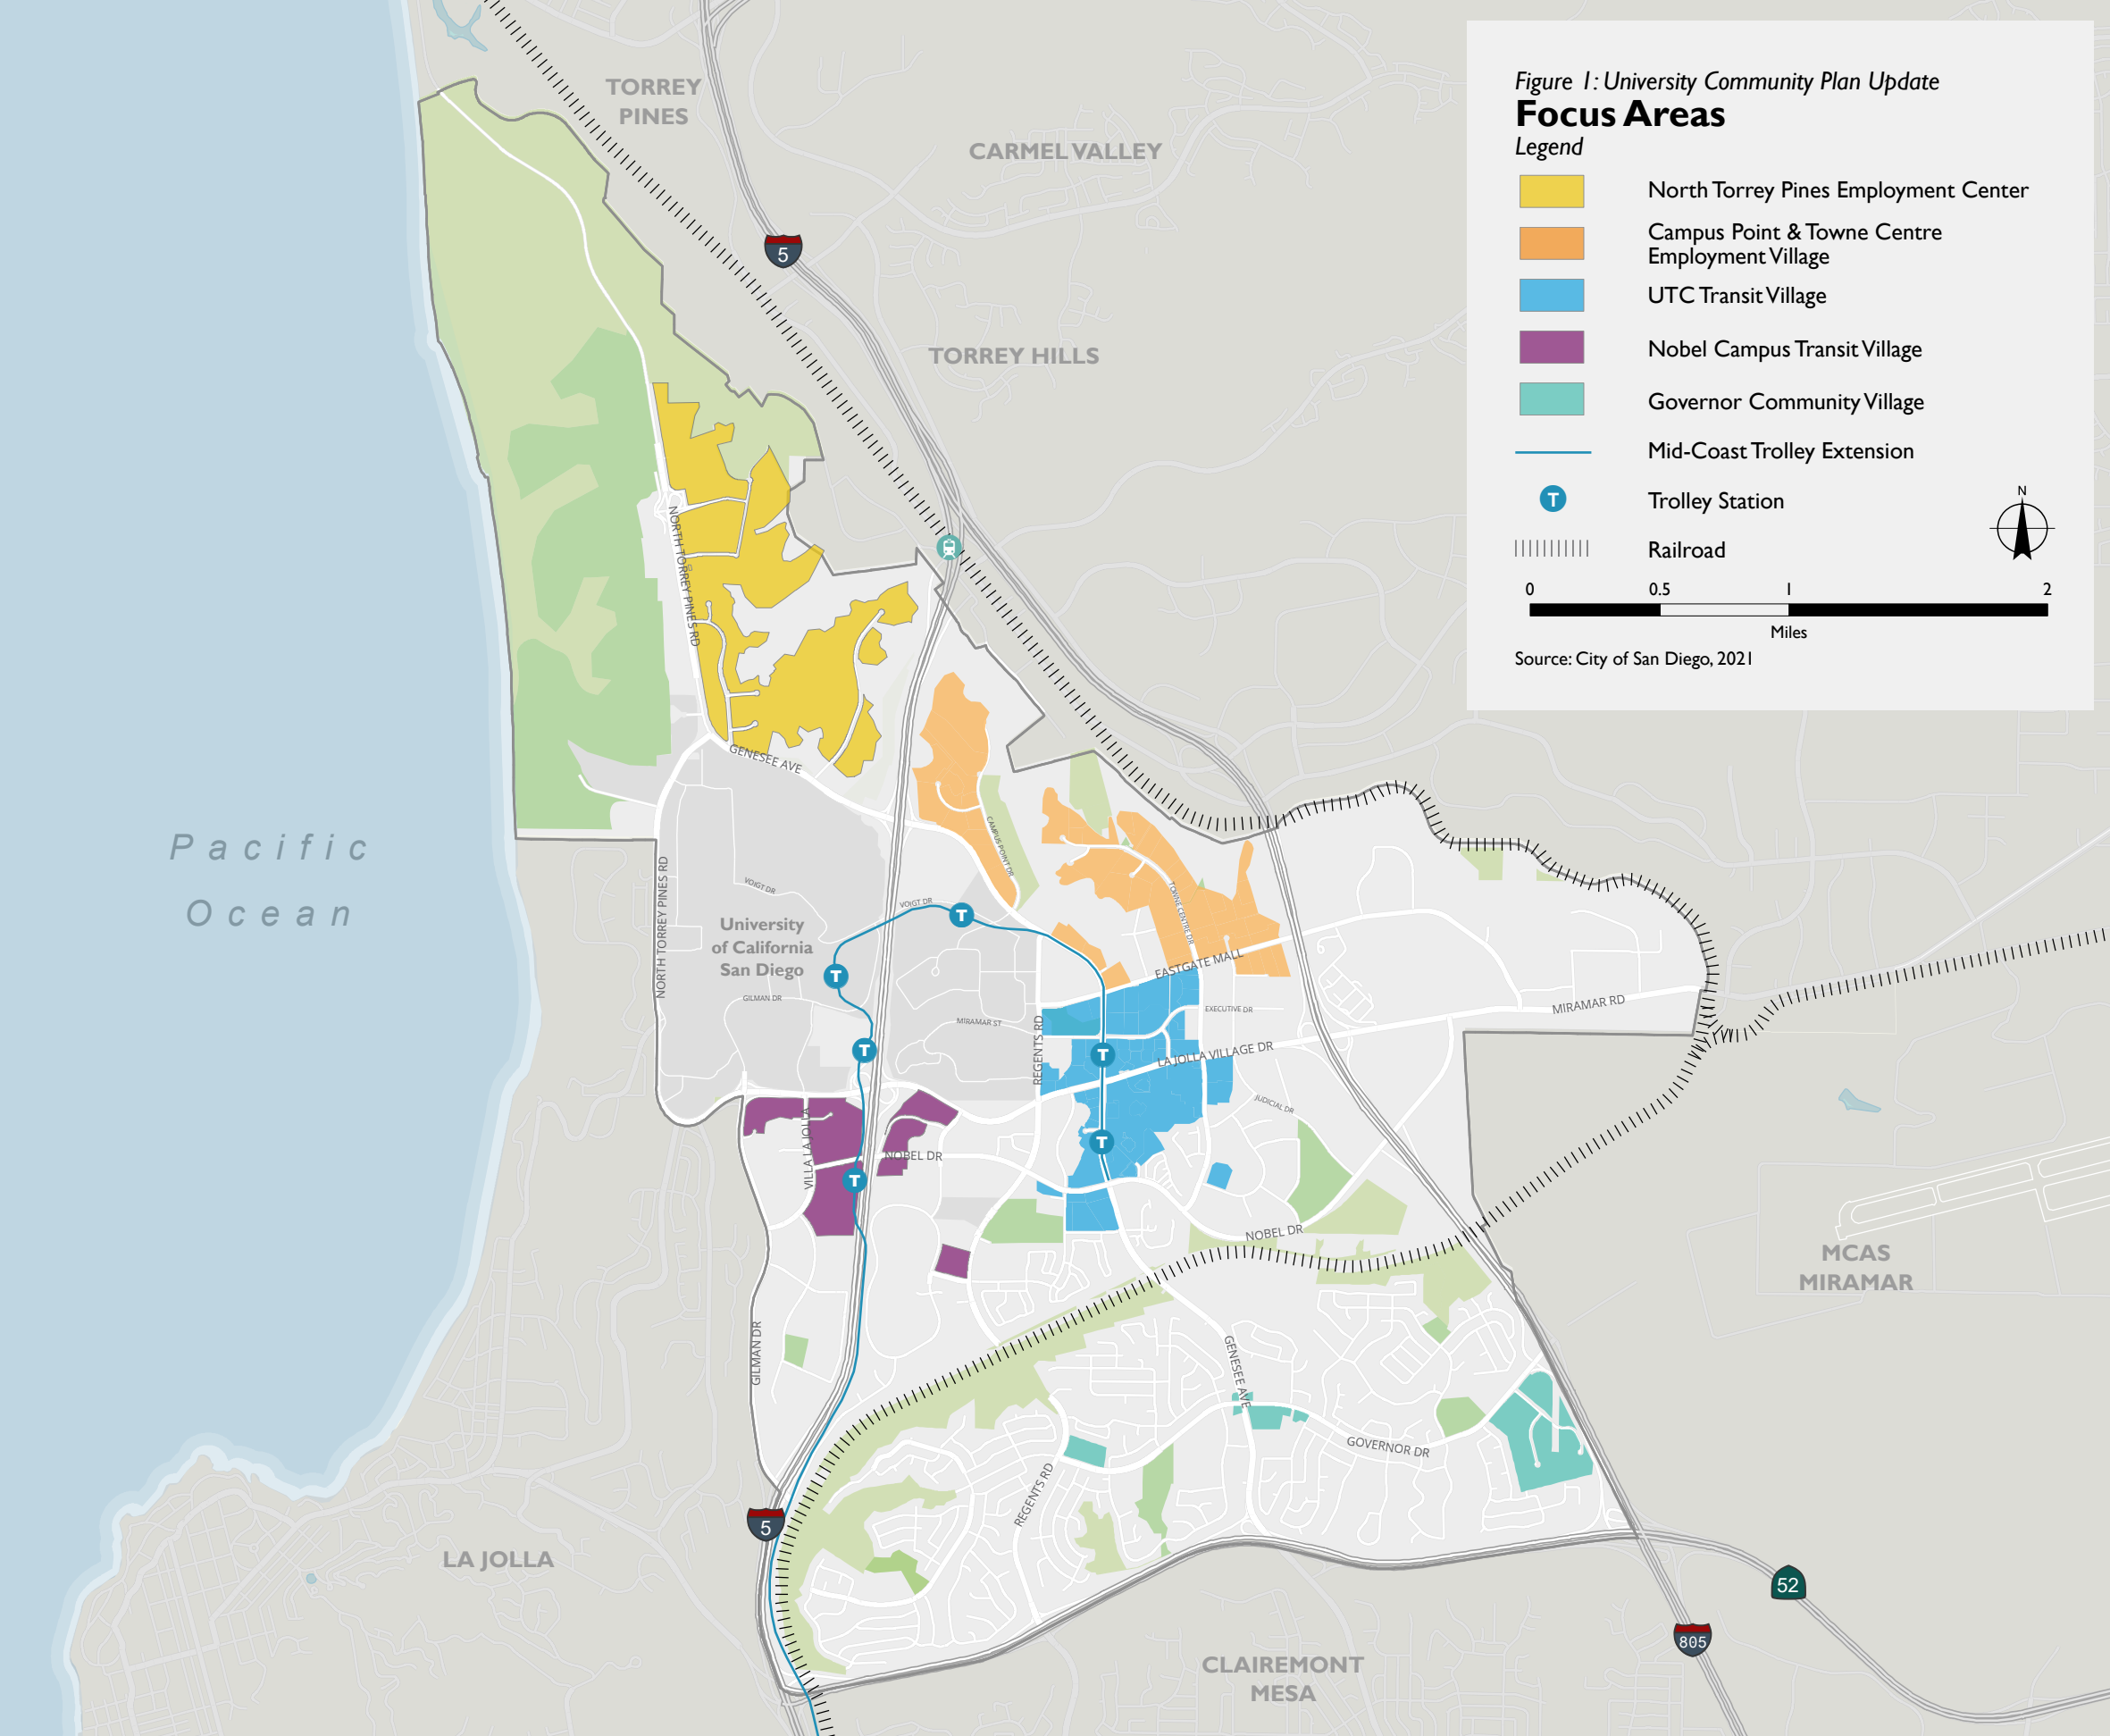 Figure 1: University Community Plan Update
Focus Areas
Legend
North Torrey Pines Employment Center
Campus Point & Towne Centre
Employment Village
UTC Transit Village
Nobel Campus Transit Village
Governor Community Village
Mid-Coast Trolley Extension
T
Trolley Station
Railroad
N
0
0.5
1
2
Miles
Source: City of San Diego, 2021
TORREY
PINES
CARMEL VALLEY
5
TORREY HILLS
NORTH TORREY PINES RD
GENESEE AVE
Pacific
Ocean
CAMPUS POINT DR
TOWNE CENTRE DR
NORTH TORREY PINES RD
VOIGT DR
VOIGT DR
T
University
of California
San Diego
T
GILMAN DR
EASTGATE MALL
EXECUTIVE DR
MIRAMAR RD
MIRAMAR ST
REGENTS RD
T
T
LA JOLLA VILLAGE DR
JUDICIAL DR
VILLA LA JOLLA
T
NOBEL DR
T
NOBEL DR
MCAS
MIRAMAR
GILMAN DR
GENESEE AVE
GOVERNOR DR
REGENTS RD
5
LA JOLLA
52
805
CLAIREMONT
MESA